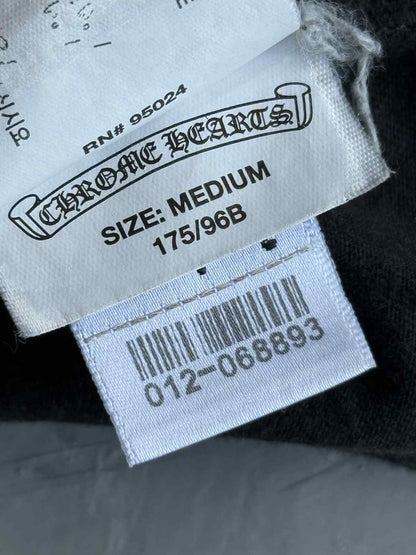 RN# 95024
CHROME HEARTS
SIZE: MEDIUM
175/96B
012-068893